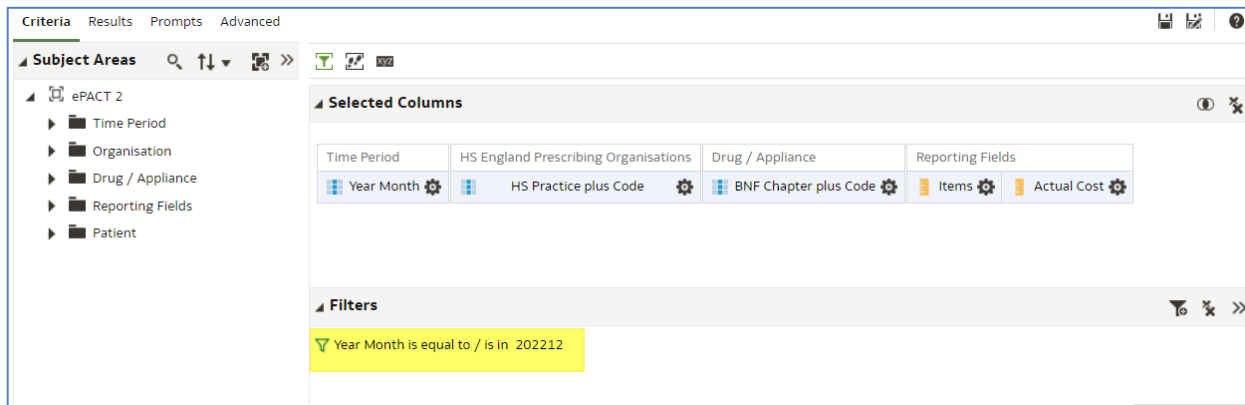 Criteria Results Prompts Advanced
Subject Areas
ePACT 2
Time Period
Organisation
Drug / Appliance
Reporting Fields
Patient
xyz
Selected Columns
Time Period HS England Prescribing Organisations Drug / Appliance Reporting Fields
Year Month HS Practice plus Code BNF Chapter plus Code Items Actual Cost
Filters
Year Month is equal to / is in 202212